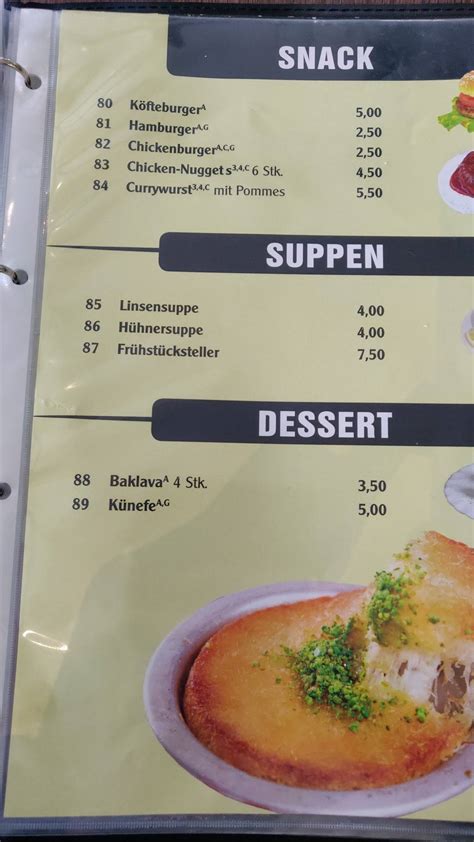 SNACK
80 Köfteburger^A 5,00
81 Hamburger^A,G 2,50
82 Chickenburger^A,C,G 2,50
83 Chicken-Nuggets^3,4,C 6 Stk. 4,50
84 Currywurst^3,4,C mit Pommes 5,50
SUPPEN
85 Linsensuppe 4,00
86 Hühnersuppe 4,00
87 Frühstücksteller 7,50
DESSERT
88 Baklava^A 4 Stk. 3,50
89 Künefe^A,G 5,00